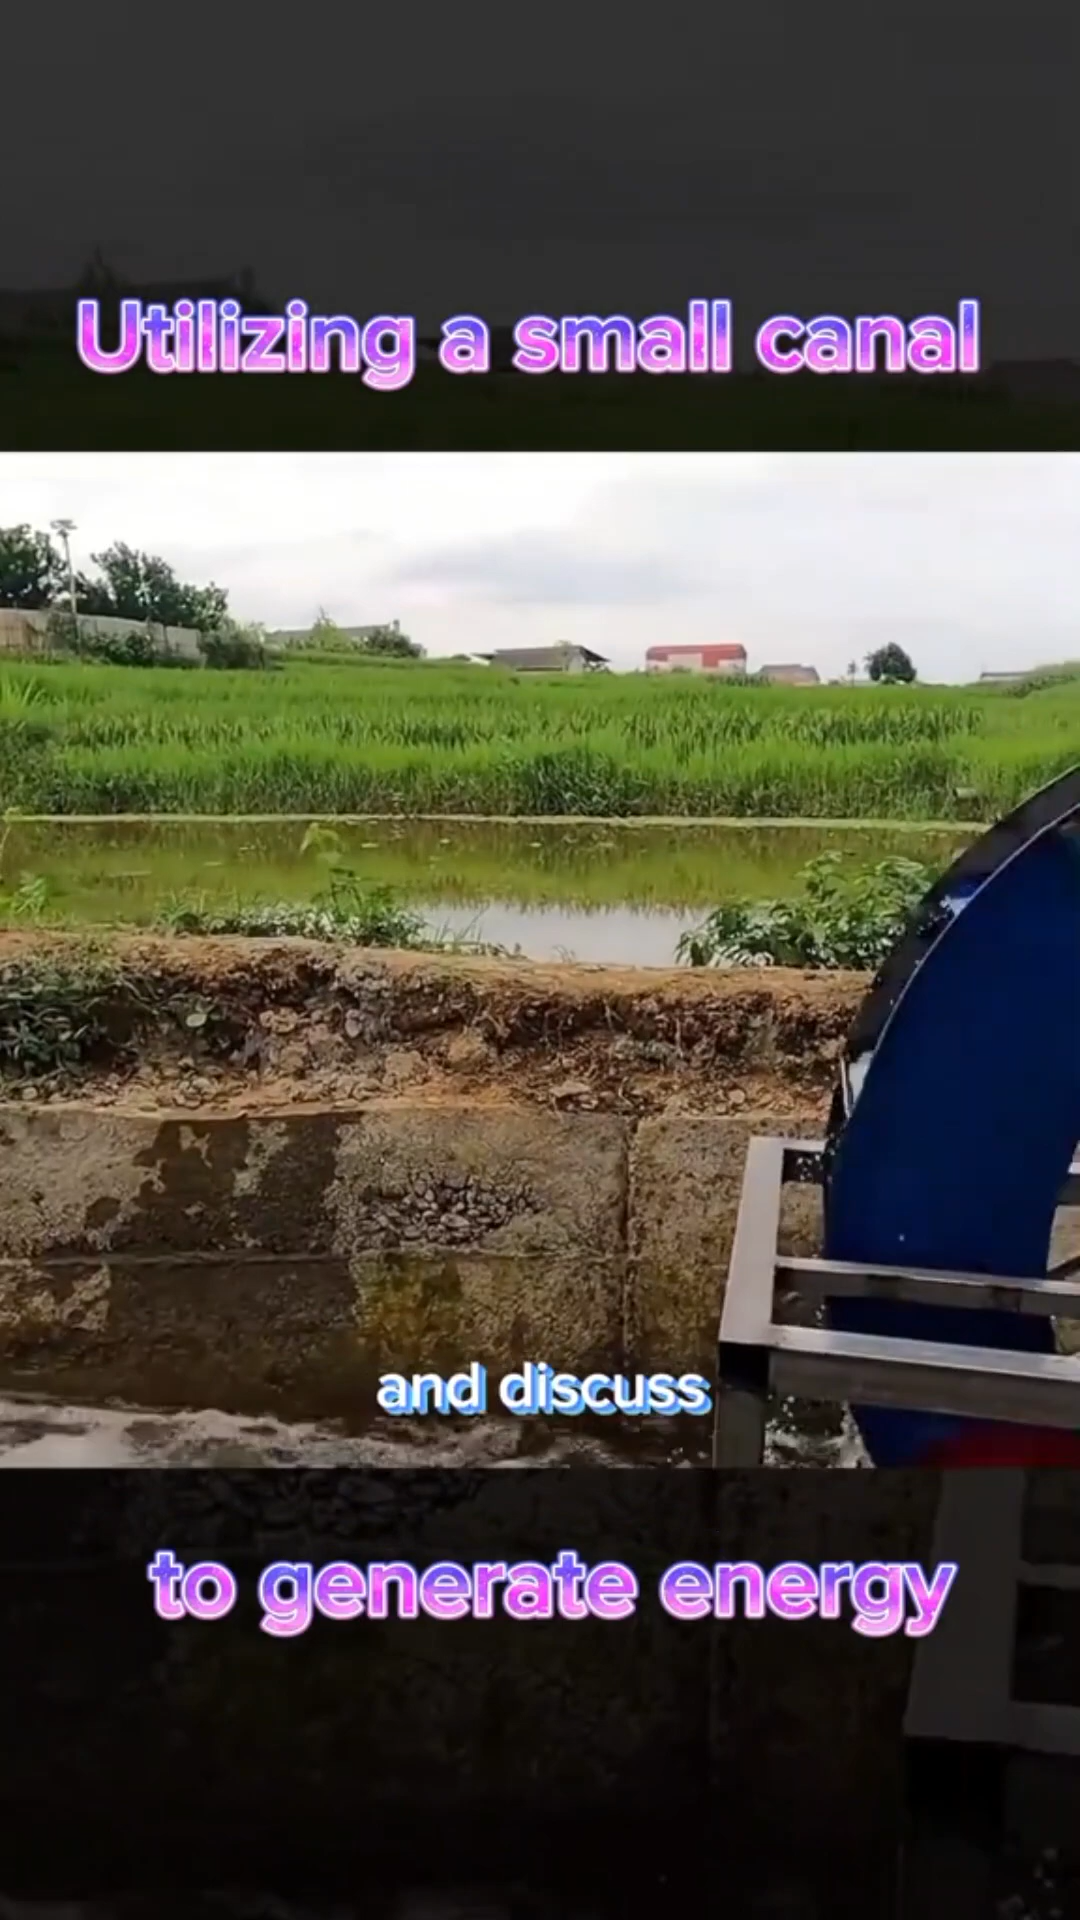 Utilizing a small canal
and discuss
to generate energy